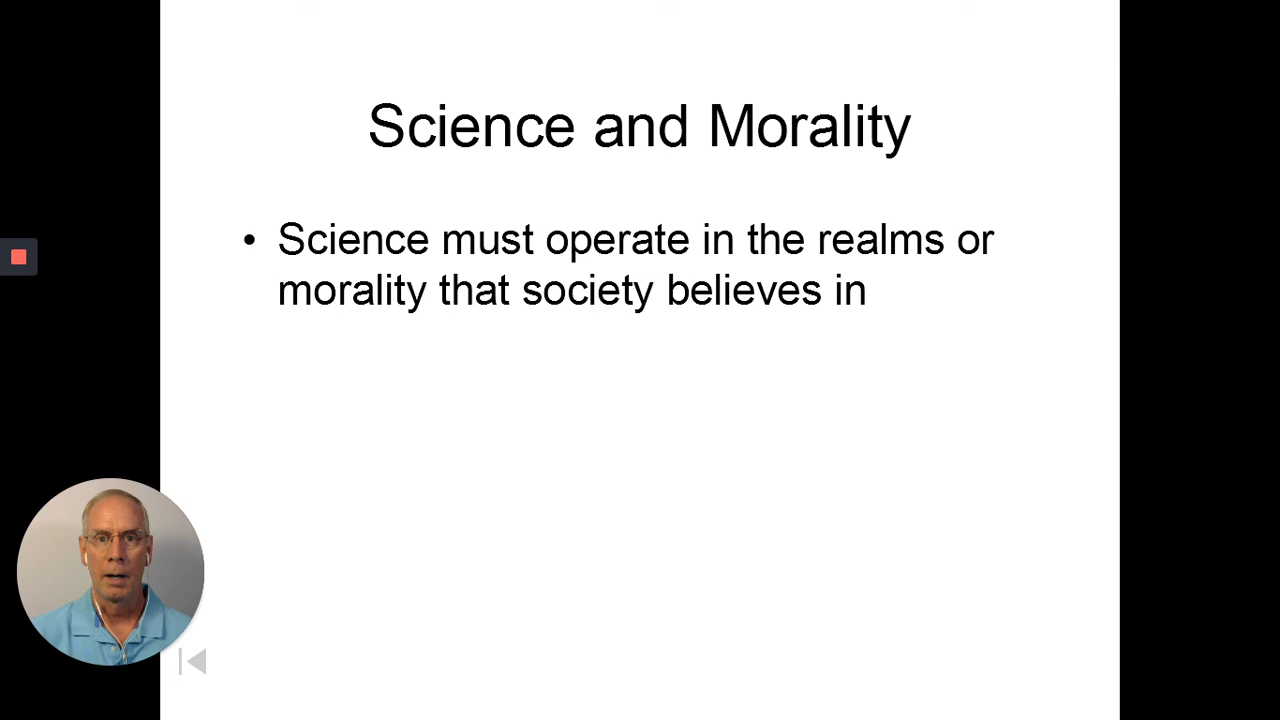 Science and Morality
• Science must operate in the realms or
morality that society believes in